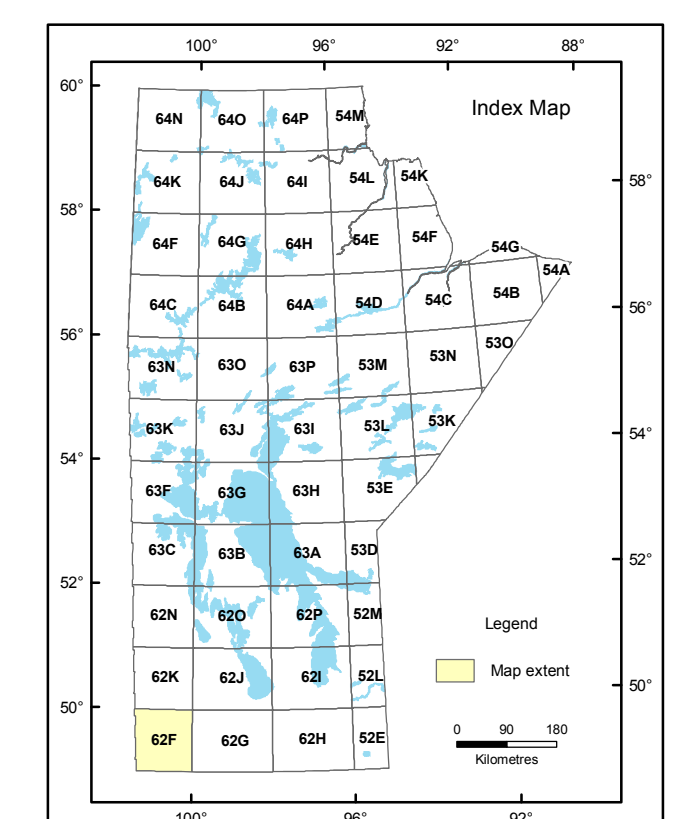 100° 96° 92° 88°
60°
Index Map
64N 64O 64P 54M
64K 64J 64I 54L 54K
58°
58°
64F 64G 64H 54E 54F 54G
54A
64C 64B 64A 54D 54C 54B
56°
56°
63N 63O 63P 53M 53N 53O
63K 63J 63I 53L 53K
54°
54°
63F 63G 63H 53E
63C 63B 63A 53D
52°
52°
62N 62O 62P 52M
Legend
62K 62J 62I 52L
Map extent
50°
50°
62F 62G 62H 52E
0 90 180
Kilometres
100° 96° 92°